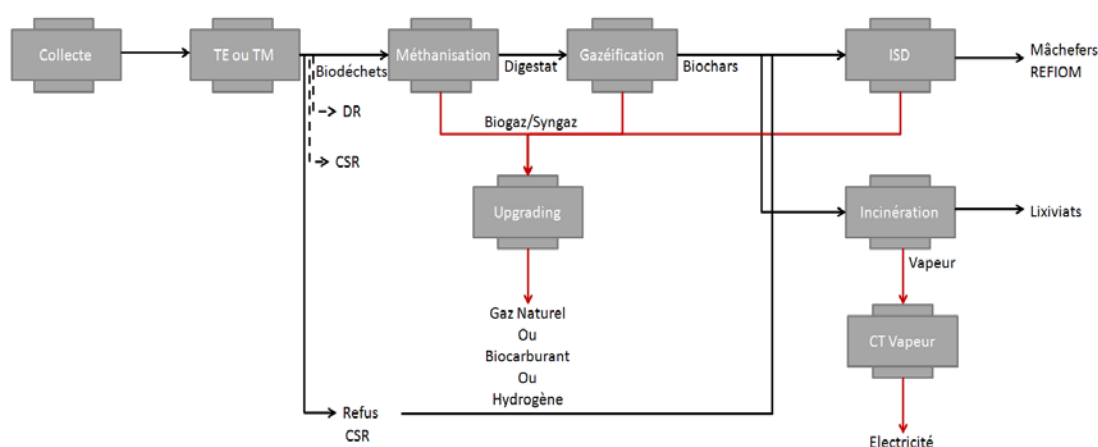 Collecte
TE ou TM
Méthanisation
Gazéification
ISD
Mâchefers
REFIOM
Biodéchets
Digestat
Biochars
DR
Biogaz/Syngaz
CSR
Upgrading
Incinération
Lixiviats
Vapeur
Gaz Naturel
Ou
Biocarburant
Ou
Hydrogène
CT Vapeur
Refus
CSR
Electricité